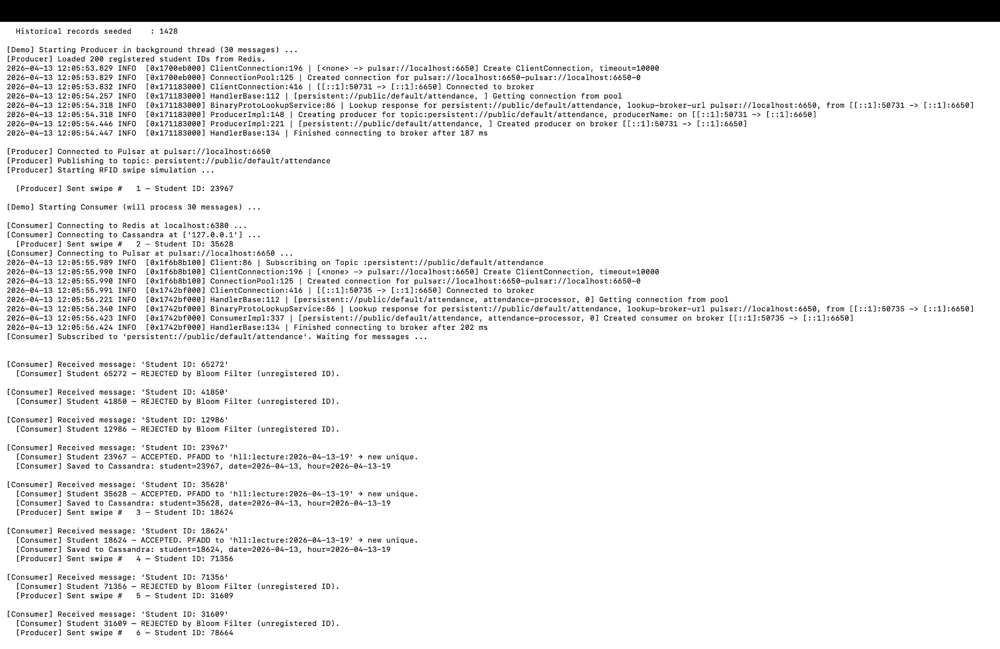 Historical records seeded    : 1428
[Demo] Starting Producer in background thread (30 messages) ...
[Producer] Loaded 200 registered student IDs from Redis.
2026-04-13 12:05:53.829 INFO  [0x1700eb000] ClientConnection:196 | [<none> -> pulsar://localhost:6650] Create ClientConnection, timeout=10000
2026-04-13 12:05:53.829 INFO  [0x1700eb000] ConnectionPool:125 | Created connection for pulsar://localhost:6650-pulsar://localhost:6650-0
2026-04-13 12:05:53.832 INFO  [0x171183000] ClientConnection:416 | [[::1]:50731 -> [::1]:6650] Connected to broker
2026-04-13 12:05:54.257 INFO  [0x171183000] HandlerBase:112 | [persistent://public/default/attendance, ] Getting connection from pool
2026-04-13 12:05:54.318 INFO  [0x171183000] BinaryProtoLookupService:86 | Lookup response for persistent://public/default/attendance, lookup-broker-url pulsar://localhost:6650, from [[::1]:50731 -> [::1]:6650]
2026-04-13 12:05:54.318 INFO  [0x171183000] ProducerImpl:148 | Creating producer for topic:persistent://public/default/attendance, producerName: on [[::1]:50731 -> [::1]:6650]
2026-04-13 12:05:54.446 INFO  [0x171183000] ProducerImpl:221 | [persistent://public/default/attendance, ] Created producer on broker [[::1]:50731 -> [::1]:6650]
2026-04-13 12:05:54.447 INFO  [0x171183000] HandlerBase:134 | Finished connecting to broker after 187 ms
[Producer] Connected to Pulsar at pulsar://localhost:6650
[Producer] Publishing to topic: persistent://public/default/attendance
[Producer] Starting RFID swipe simulation ...
[Producer] Sent swipe #   1 — Student ID: 23967
[Demo] Starting Consumer (will process 30 messages) ...
[Consumer] Connecting to Redis at localhost:6380 ...
[Consumer] Connecting to Cassandra at ['127.0.0.1'] ...
[Producer] Sent swipe #   2 — Student ID: 35628
[Consumer] Connecting to Pulsar at pulsar://localhost:6650 ...
2026-04-13 12:05:55.989 INFO  [0x1f6b8b100] Client:86 | Subscribing on Topic :persistent://public/default/attendance
2026-04-13 12:05:55.990 INFO  [0x1f6b8b100] ClientConnection:196 | [<none> -> pulsar://localhost:6650] Create ClientConnection, timeout=10000
2026-04-13 12:05:55.990 INFO  [0x1f6b8b100] ConnectionPool:125 | Created connection for pulsar://localhost:6650-pulsar://localhost:6650-0
2026-04-13 12:05:55.991 INFO  [0x1742bf000] ClientConnection:416 | [[::1]:50735 -> [::1]:6650] Connected to broker
2026-04-13 12:05:56.221 INFO  [0x1742bf000] HandlerBase:112 | [persistent://public/default/attendance, attendance-processor, 0] Getting connection from pool
2026-04-13 12:05:56.340 INFO  [0x1742bf000] BinaryProtoLookupService:86 | Lookup response for persistent://public/default/attendance, lookup-broker-url pulsar://localhost:6650, from [[::1]:50735 -> [::1]:6650]
2026-04-13 12:05:56.423 INFO  [0x1742bf000] ConsumerImpl:337 | [persistent://public/default/attendance, attendance-processor, 0] Created consumer on broker [[::1]:50735 -> [::1]:6650]
2026-04-13 12:05:56.424 INFO  [0x1742bf000] HandlerBase:134 | Finished connecting to broker after 202 ms
[Consumer] Subscribed to 'persistent://public/default/attendance'. Waiting for messages ...
[Consumer] Received message: 'Student ID: 65272'
[Consumer] Student 65272 — REJECTED by Bloom Filter (unregistered ID).
[Consumer] Received message: 'Student ID: 41850'
[Consumer] Student 41850 — REJECTED by Bloom Filter (unregistered ID).
[Consumer] Received message: 'Student ID: 12986'
[Consumer] Student 12986 — REJECTED by Bloom Filter (unregistered ID).
[Consumer] Received message: 'Student ID: 23967'
[Consumer] Student 23967 — ACCEPTED. PFADD to 'hll:lecture:2026-04-13-19' → new unique.
[Consumer] Saved to Cassandra: student=23967, date=2026-04-13, hour=2026-04-13-19
[Consumer] Received message: 'Student ID: 35628'
[Consumer] Student 35628 — ACCEPTED. PFADD to 'hll:lecture:2026-04-13-19' → new unique.
[Consumer] Saved to Cassandra: student=35628, date=2026-04-13, hour=2026-04-13-19
[Producer] Sent swipe #   3 — Student ID: 18624
[Consumer] Received message: 'Student ID: 18624'
[Consumer] Student 18624 — ACCEPTED. PFADD to 'hll:lecture:2026-04-13-19' → new unique.
[Consumer] Saved to Cassandra: student=18624, date=2026-04-13, hour=2026-04-13-19
[Producer] Sent swipe #   4 — Student ID: 71356
[Consumer] Received message: 'Student ID: 71356'
[Consumer] Student 71356 — REJECTED by Bloom Filter (unregistered ID).
[Producer] Sent swipe #   5 — Student ID: 31609
[Consumer] Received message: 'Student ID: 31609'
[Consumer] Student 31609 — REJECTED by Bloom Filter (unregistered ID).
[Producer] Sent swipe #   6 — Student ID: 78664